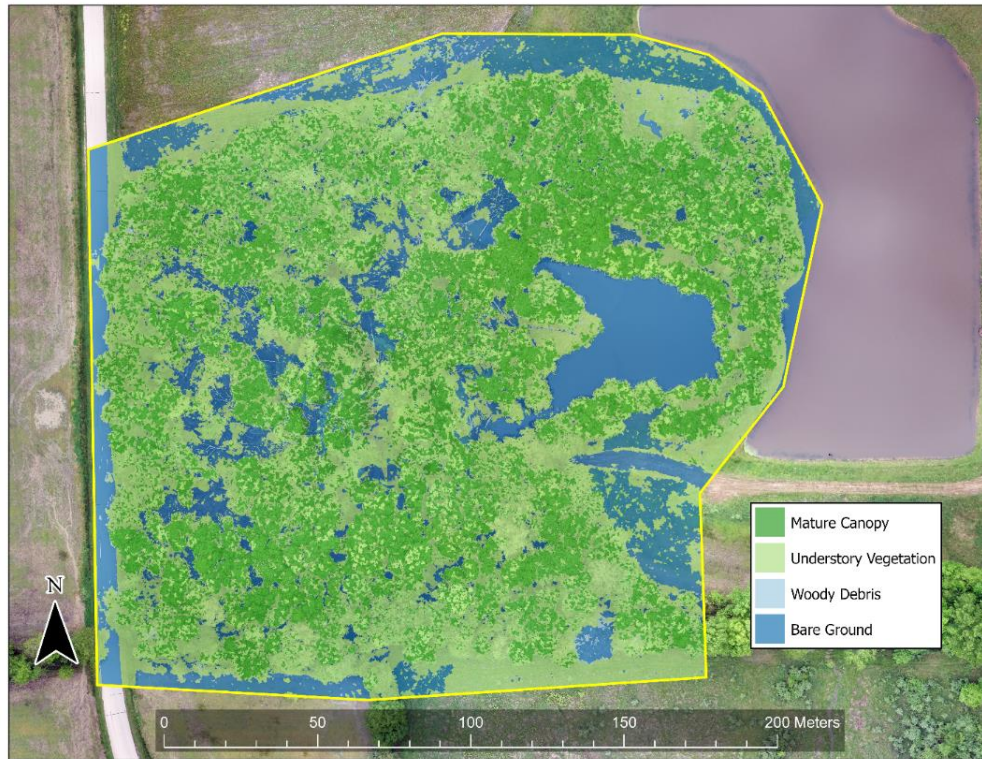 Mature Canopy
Understory Vegetation
Woody Debris
Bare Ground
N
0 50 100 150 200 Meters